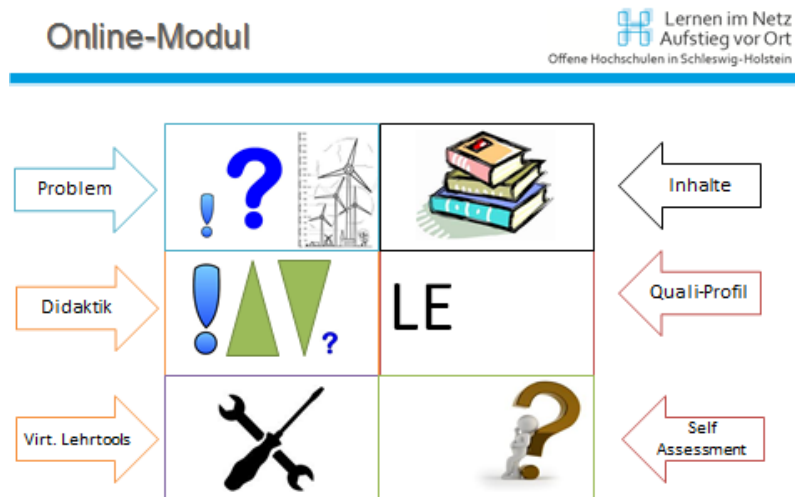 Online-Modul
Lernen im Netz
Aufstieg vor Ort
Offene Hochschulen in Schleswig-Holstein
Problem
! ?
Inhalte
Didaktik
! ?
LE
Quali-Profil
Virt. Lehrtools
?
Self
Assessment